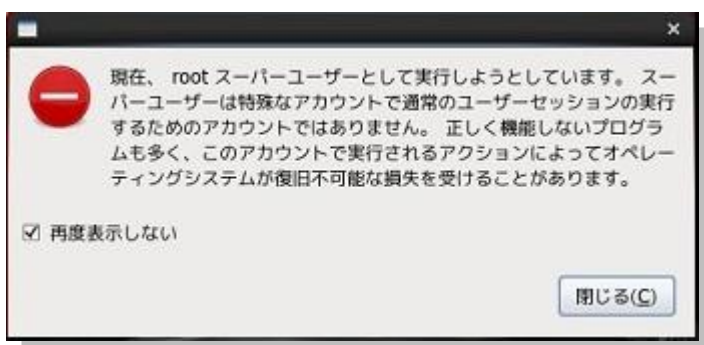 現在、 root スーパーユーザーとして実行しようとしています。 スー
パーユーザーは特殊なアカウントで通常のユーザーセッションの実行
するためのアカウントではありません。 正しく機能しないプログラ
ムも多く、このアカウントで実行されるアクションによってオペレー
ティングシステムが復旧不可能な損失を受けることがあります。
再度表示しない
閉じる(C)